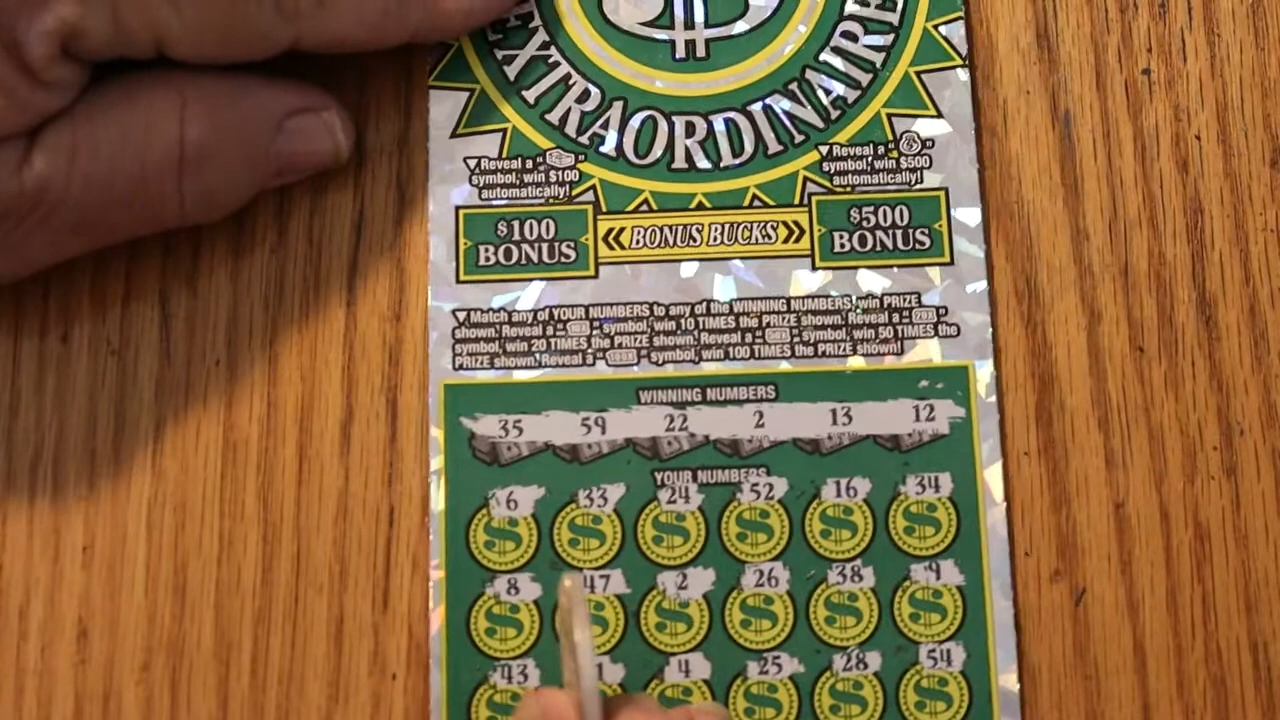 EXTRAORDINAIRE
▼Reveal a " "
symbol, win $100
automatically!
▼Reveal a " "
symbol, win $500
automatically!
$100
BONUS
«BONUS BUCKS»
$500
BONUS
▼Match any of YOUR NUMBERS to any of the WINNING NUMBERS, win PRIZE
shown. Reveal a "10X" symbol, win 10 TIMES the PRIZE shown. Reveal a "20X"
symbol, win 20 TIMES the PRIZE shown. Reveal a "50X" symbol, win 50 TIMES the
PRIZE shown. Reveal a "100X" symbol, win 100 TIMES the PRIZE shown!
WINNING NUMBERS
35 59 22 2 13 12
YOUR NUMBERS
6 33 24 52 16 34
8 47 2 26 38 9
43 4 25 28 54